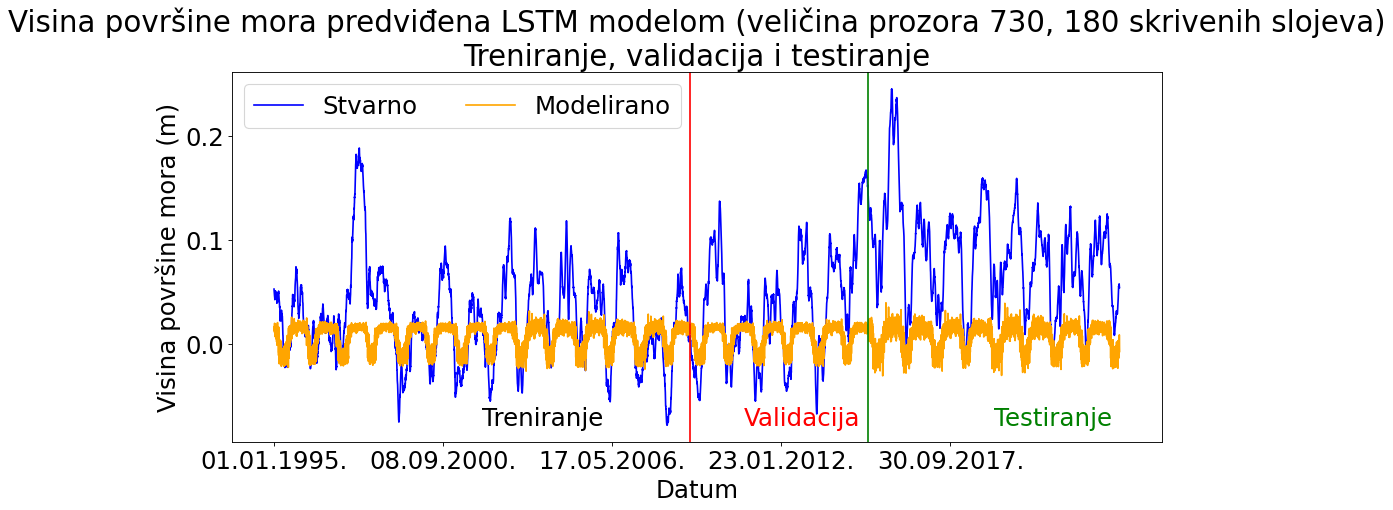 Visina površine mora predviđena LSTM modelom (veličina prozora 730, 180 skrivenih slojeva)
Treniranje, validacija i testiranje
Stvarno
Modelirano
Visina površine mora (m)
0.2
0.1
0.0
Treniranje
Validacija
Testiranje
01.01.1995.
08.09.2000.
17.05.2006.
23.01.2012.
30.09.2017.
Datum